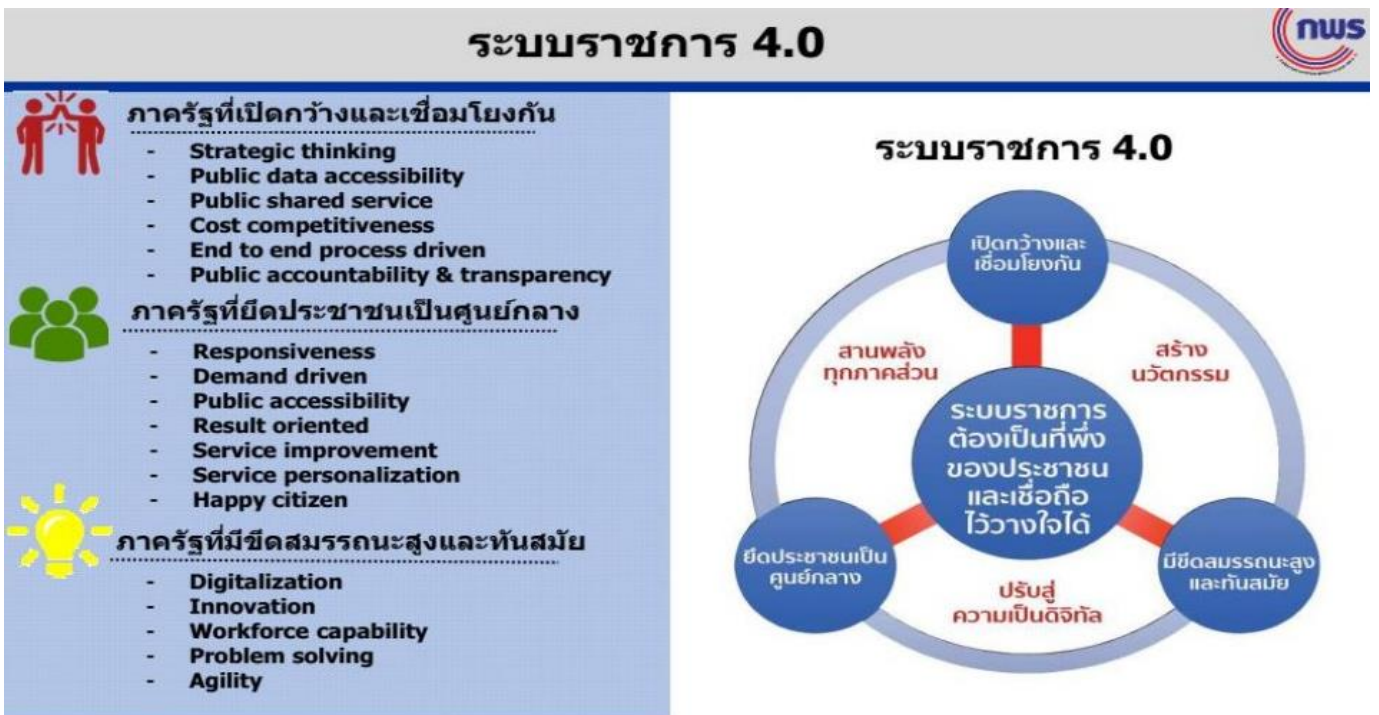 ระบบราชการ 4.0
กพร
ภาครัฐที่เปิดกว้างและเชื่อมโยงกัน
- Strategic thinking
- Public data accessibility
- Public shared service
- Cost competitiveness
- End to end process driven
- Public accountability & transparency
ภาครัฐที่ยึดประชาชนเป็นศูนย์กลาง
- Responsiveness
- Demand driven
- Public accessibility
- Result oriented
- Service improvement
- Service personalization
- Happy citizen
ภาครัฐที่มีขีดสมรรถนะสูงและทันสมัย
- Digitalization
- Innovation
- Workforce capability
- Problem solving
- Agility
ระบบราชการ 4.0
เปิดกว้างและ
เชื่อมโยงกัน
สานพลัง
ทุกภาคส่วน
สร้าง
นวัตกรรม
ระบบราชการ
ต้องเป็นที่พึ่ง
ของประชาชน
และเชื่อถือ
ไว้วางใจได้
ยึดประชาชนเป็น
ศูนย์กลาง
มีขีดสมรรถนะสูง
และทันสมัย
ปรับสู่
ความเป็นดิจิทัล